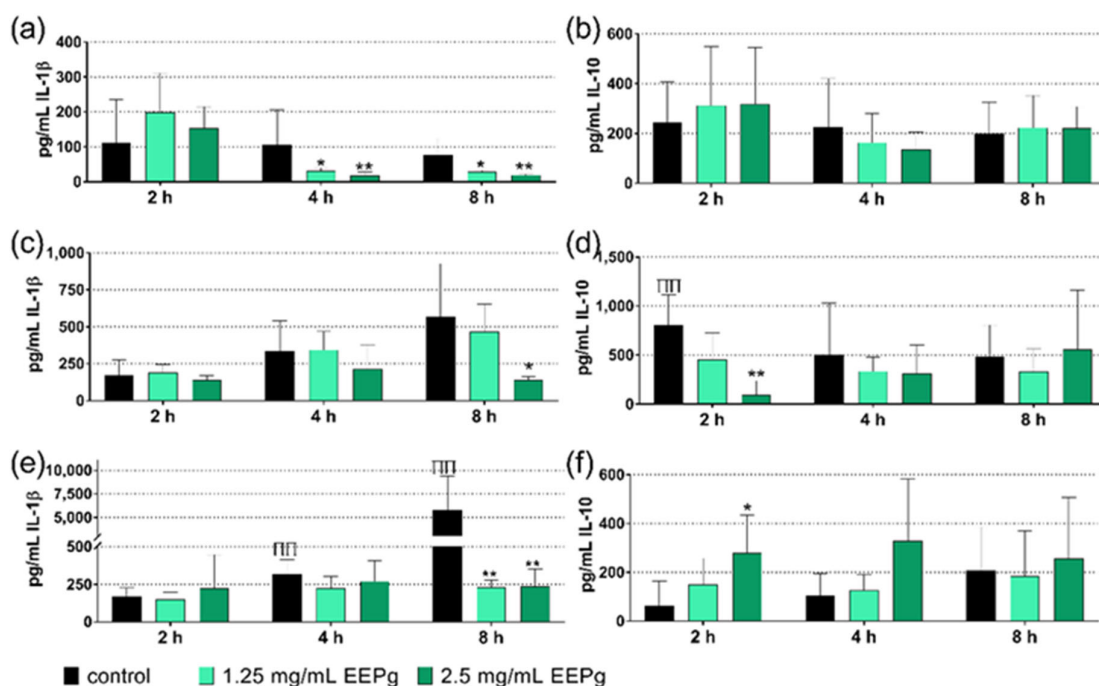 (a)
400
300
200
100
0
pg/mL IL-1β
* ** * **
2 h 4 h 8 h
(b)
600
400
200
0
pg/mL IL-10
2 h 4 h 8 h
(c)
1,000
750
500
250
0
pg/mL IL-1β
*
2 h 4 h 8 h
(d)
1,500
1,000
500
0
pg/mL IL-10
∏∏
**
2 h 4 h 8 h
(e)
10,000
7,500
5,000
500
250
0
pg/mL IL-1β
∏∏ ∏∏
** **
2 h 4 h 8 h
(f)
600
400
200
0
pg/mL IL-10
*
2 h 4 h 8 h
control 1.25 mg/mL EEPg 2.5 mg/mL EEPg